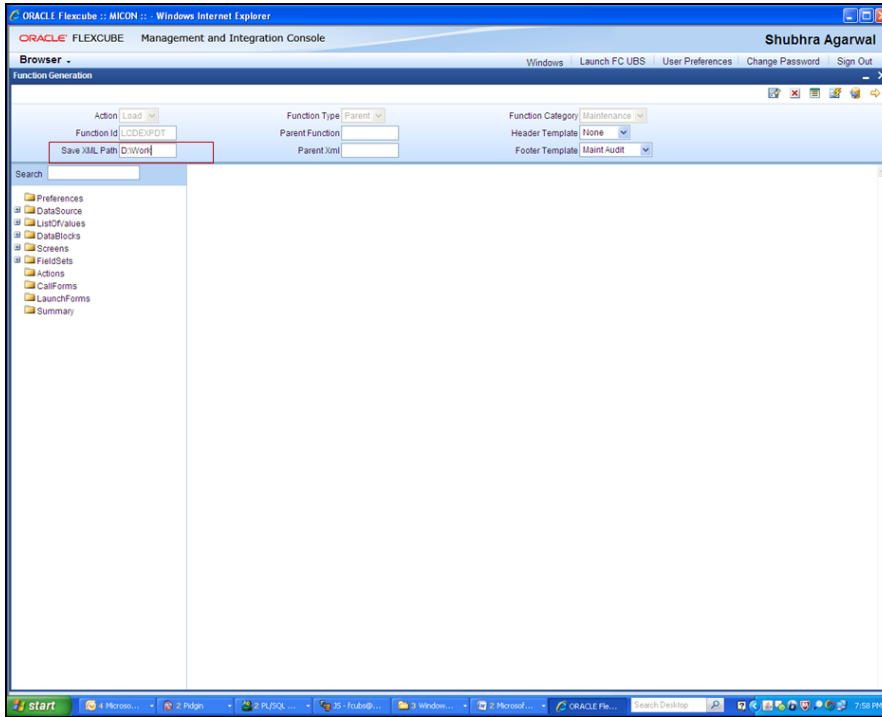 ORACLE Flexcube :: MICON :: - Windows Internet Explorer
ORACLE' FLEXCUBE Management and Integration Console
Shubhra Agarwal
Browser
Windows Launch FC UBS User Preferences Change Password Sign Out
Function Generation
Action Load Function Type Parent Function Category Maintenance
Function Id LCDEXPDT Parent Function Header Template None
Save XML Path D:\Work Parent Xml Footer Template Maint Audit
Search
Preferences
DataSource
ListOfValues
DataBlocks
Screens
FieldSets
Actions
CallForms
LaunchForms
Summary
start 4 Microso... 2 Pidgin 2 PL/SQL ... JS - fcubs@... 3 Window... 2 Microsof... ORACLE Fle... Search Desktop 7:58 PM